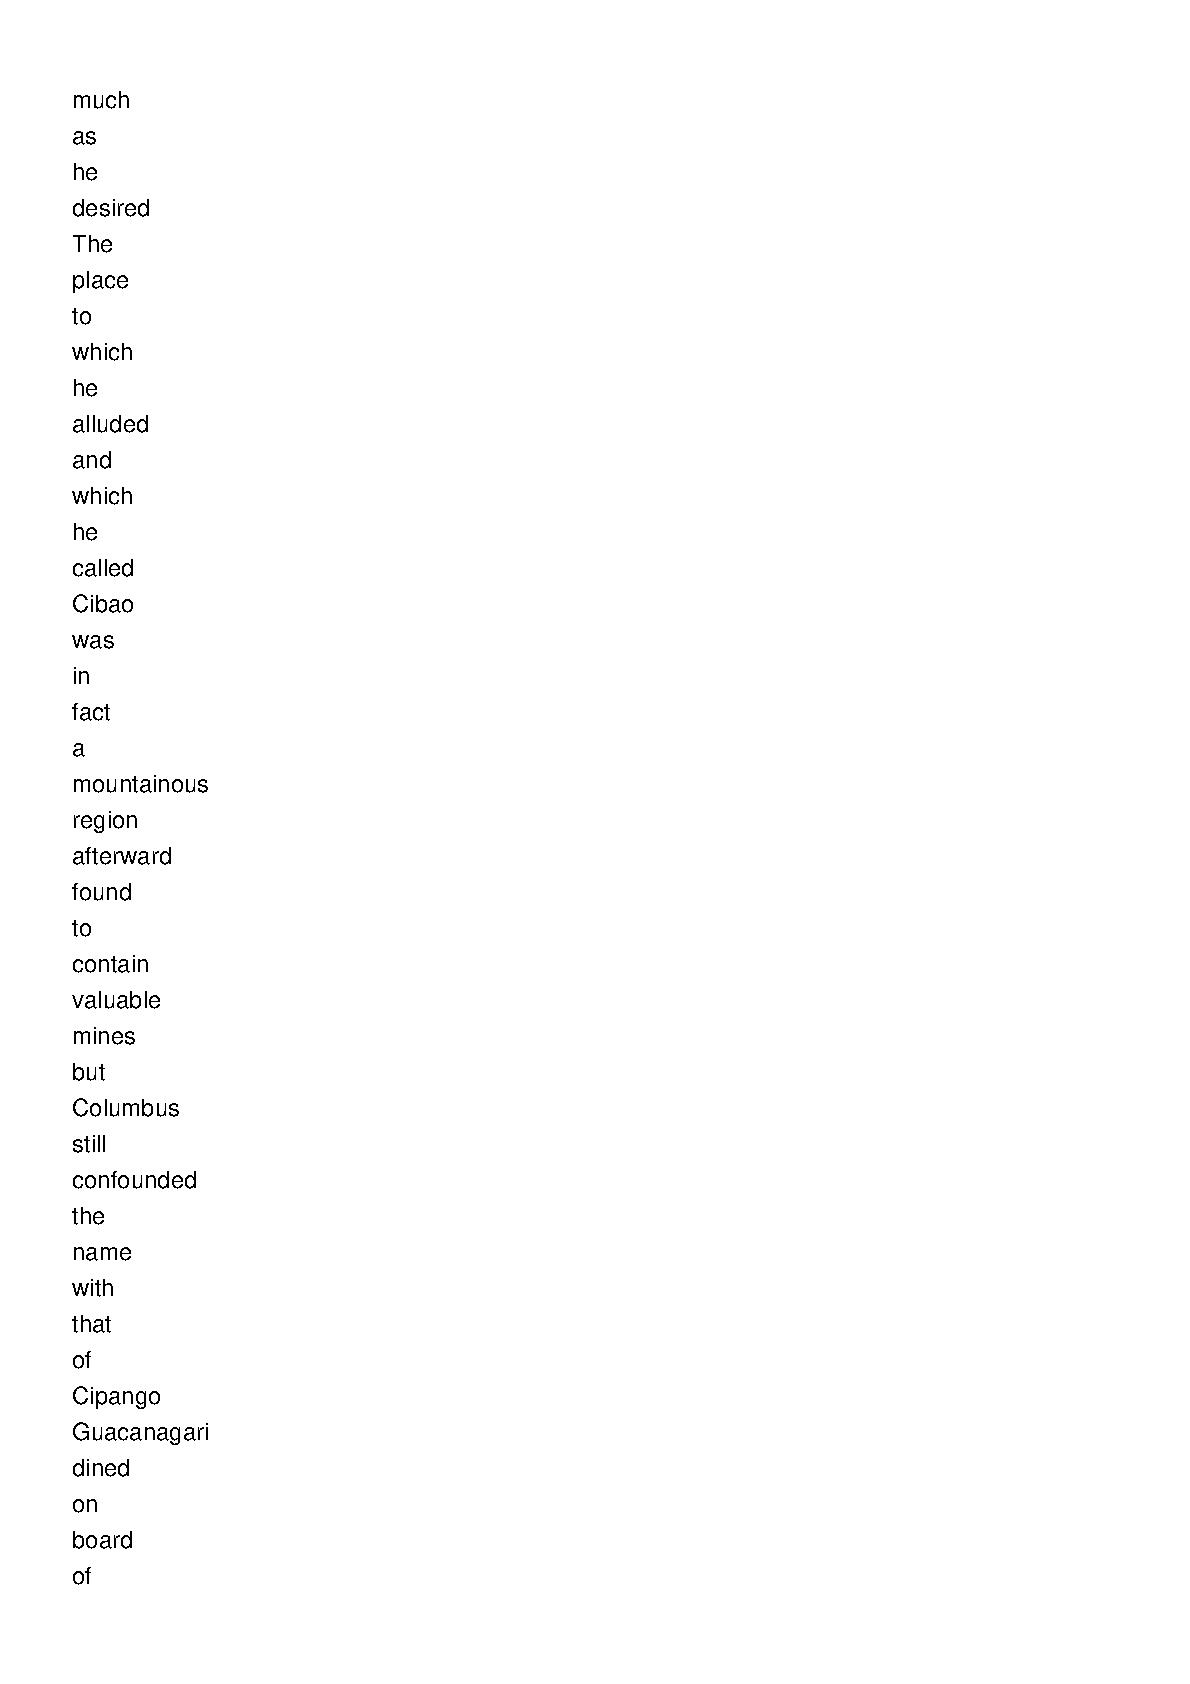 much
as
he
desired
The
place
to
which
he
alluded
and
which
he
called
Cibao
was
in
fact
a
mountainous
region
afterward
found
to
contain
valuable
mines
but
Columbus
still
confounded
the
name
with
that
of
Cipango
Guacanagari
dined
on
board
of